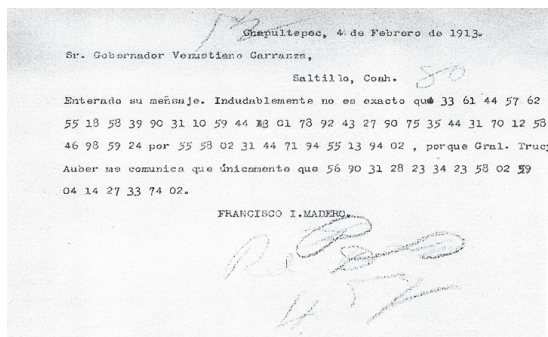 Chapultepec, 4 de Febrero de 1913.
Sr. Gobernador Venustiano Carranza,
Saltillo, Coah.
80
Enterado su mensaje. Indudablemente no es exacto que 33 61 44 57 62
55 18 58 39 90 31 10 59 44 13 01 78 92 43 27 90 75 35 44 31 70 12 58
46 98 59 24 por 55 58 02 31 44 71 94 55 13 94 02 , porque Gral. Trucy
Auber me comunica que únicamente que 56 90 31 28 23 34 23 58 02 59
04 14 27 33 74 02.
FRANCISCO I.MADERO.